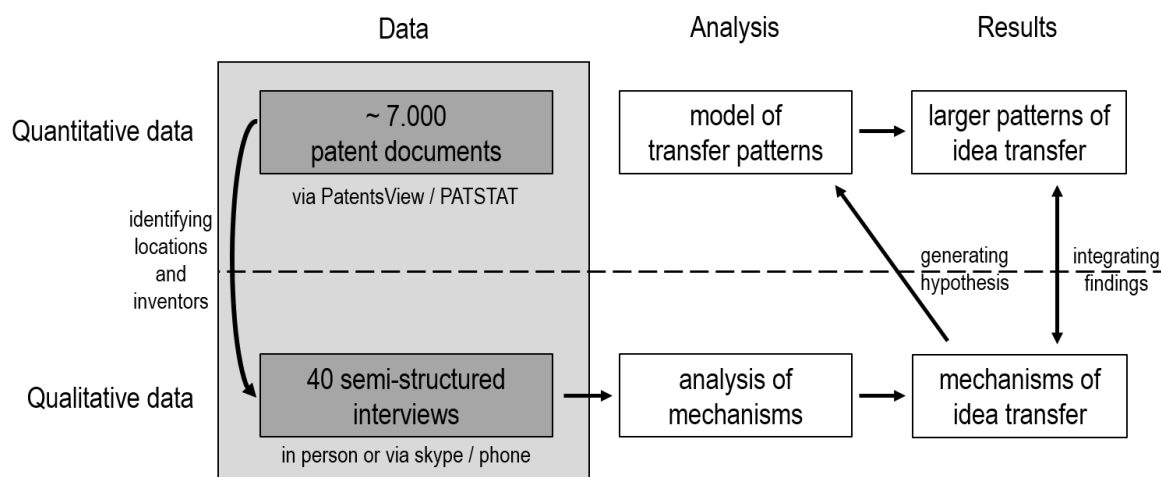 Data
Analysis
Results
Quantitative data
~ 7.000
patent documents
via PatentsView / PATSTAT
model of
transfer patterns
larger patterns of
idea transfer
identifying
locations
and
inventors
generating
hypothesis
integrating
findings
Qualitative data
40 semi-structured
interviews
in person or via skype / phone
analysis of
mechanisms
mechanisms of
idea transfer